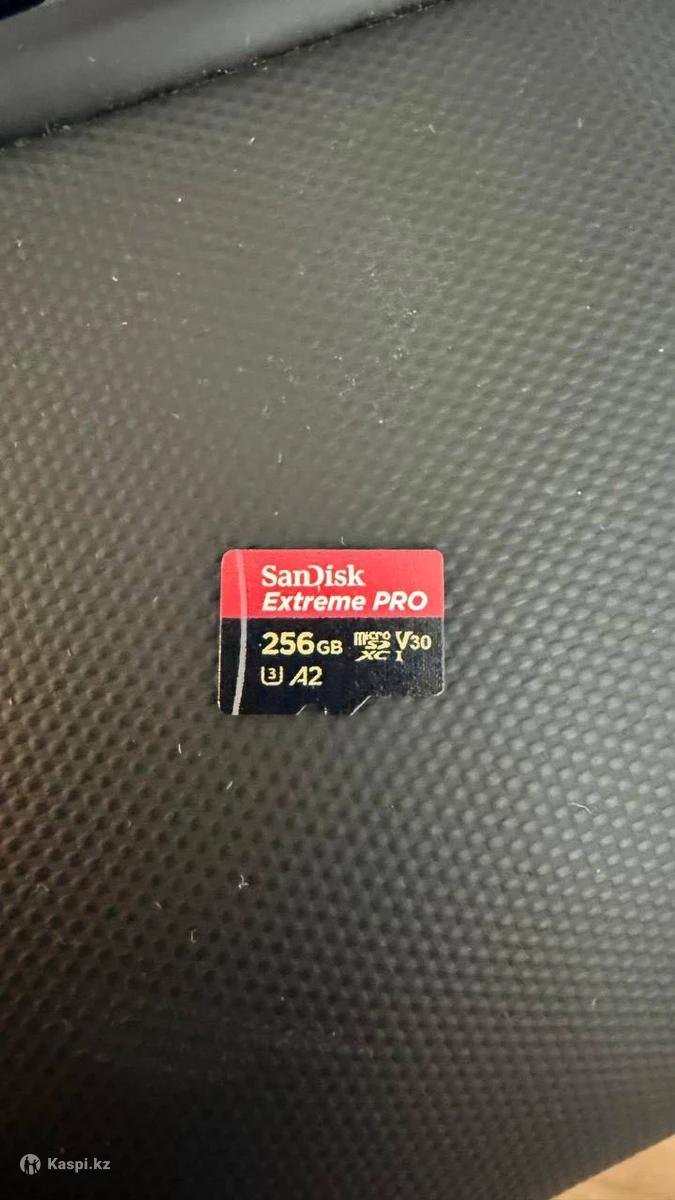 SanDisk
Extreme PRO
256GB micro SD XC I V30
U3 A2
Kaspi.kz